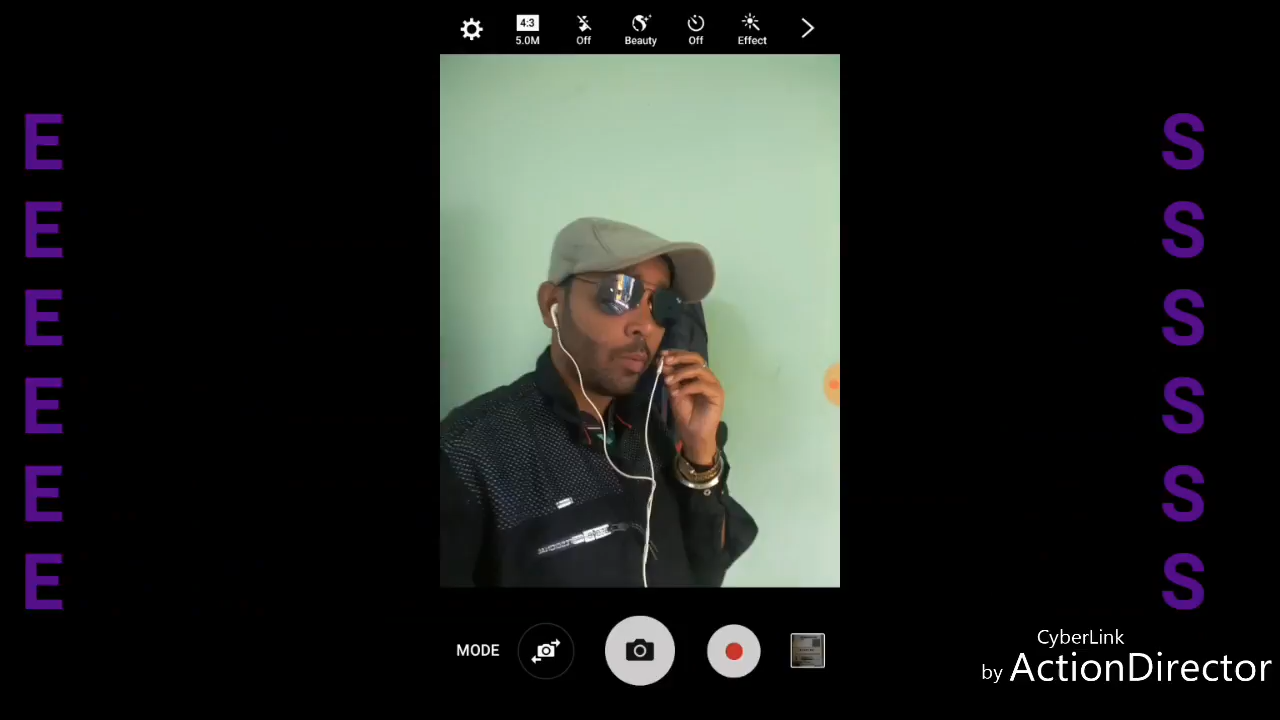 4:3
5.0M
Off
Beauty
Off
Effect
E
E
E
E
E
E
S
S
S
S
S
S
MODE
CyberLink
by ActionDirector